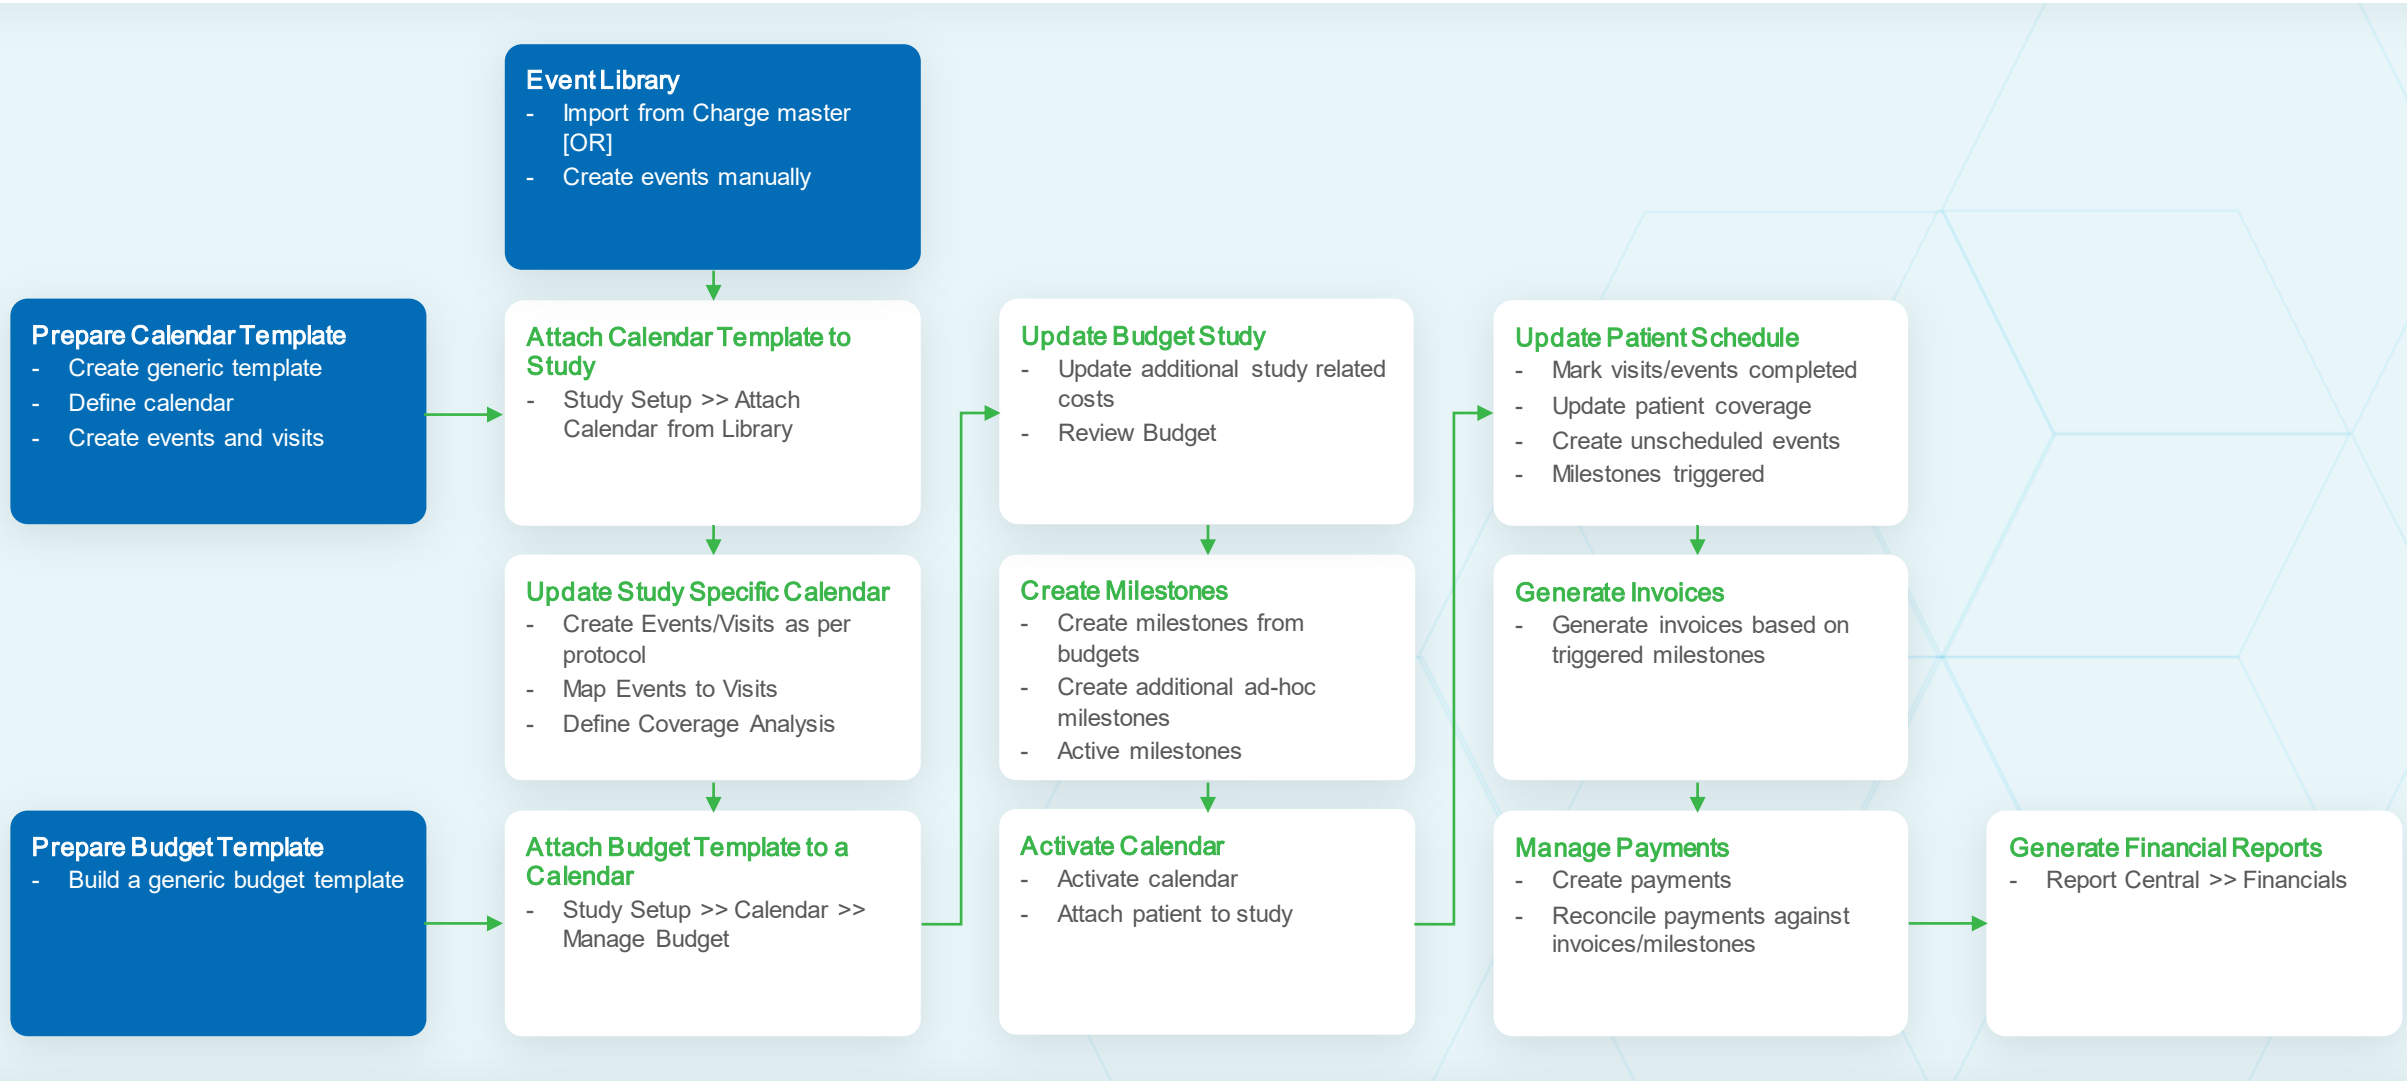 Event Library
- Import from Charge master
[OR]
- Create events manually
Prepare Calendar Template
- Create generic template
- Define calendar
- Create events and visits
Attach Calendar Template to
Study
- Study Setup >> Attach
Calendar from Library
Update Study Specific Calendar
- Create Events/Visits as per
protocol
- Map Events to Visits
- Define Coverage Analysis
Prepare Budget Template
- Build a generic budget template
Attach Budget Template to a
Calendar
- Study Setup >> Calendar >>
Manage Budget
Update Budget Study
- Update additional study related
costs
- Review Budget
Create Milestones
- Create milestones from
budgets
- Create additional ad-hoc
milestones
- Active milestones
Activate Calendar
- Activate calendar
- Attach patient to study
Update Patient Schedule
- Mark visits/events completed
- Update patient coverage
- Create unscheduled events
- Milestones triggered
Generate Invoices
- Generate invoices based on
triggered milestones
Manage Payments
- Create payments
- Reconcile payments against
invoices/milestones
Generate Financial Reports
- Report Central >> Financials